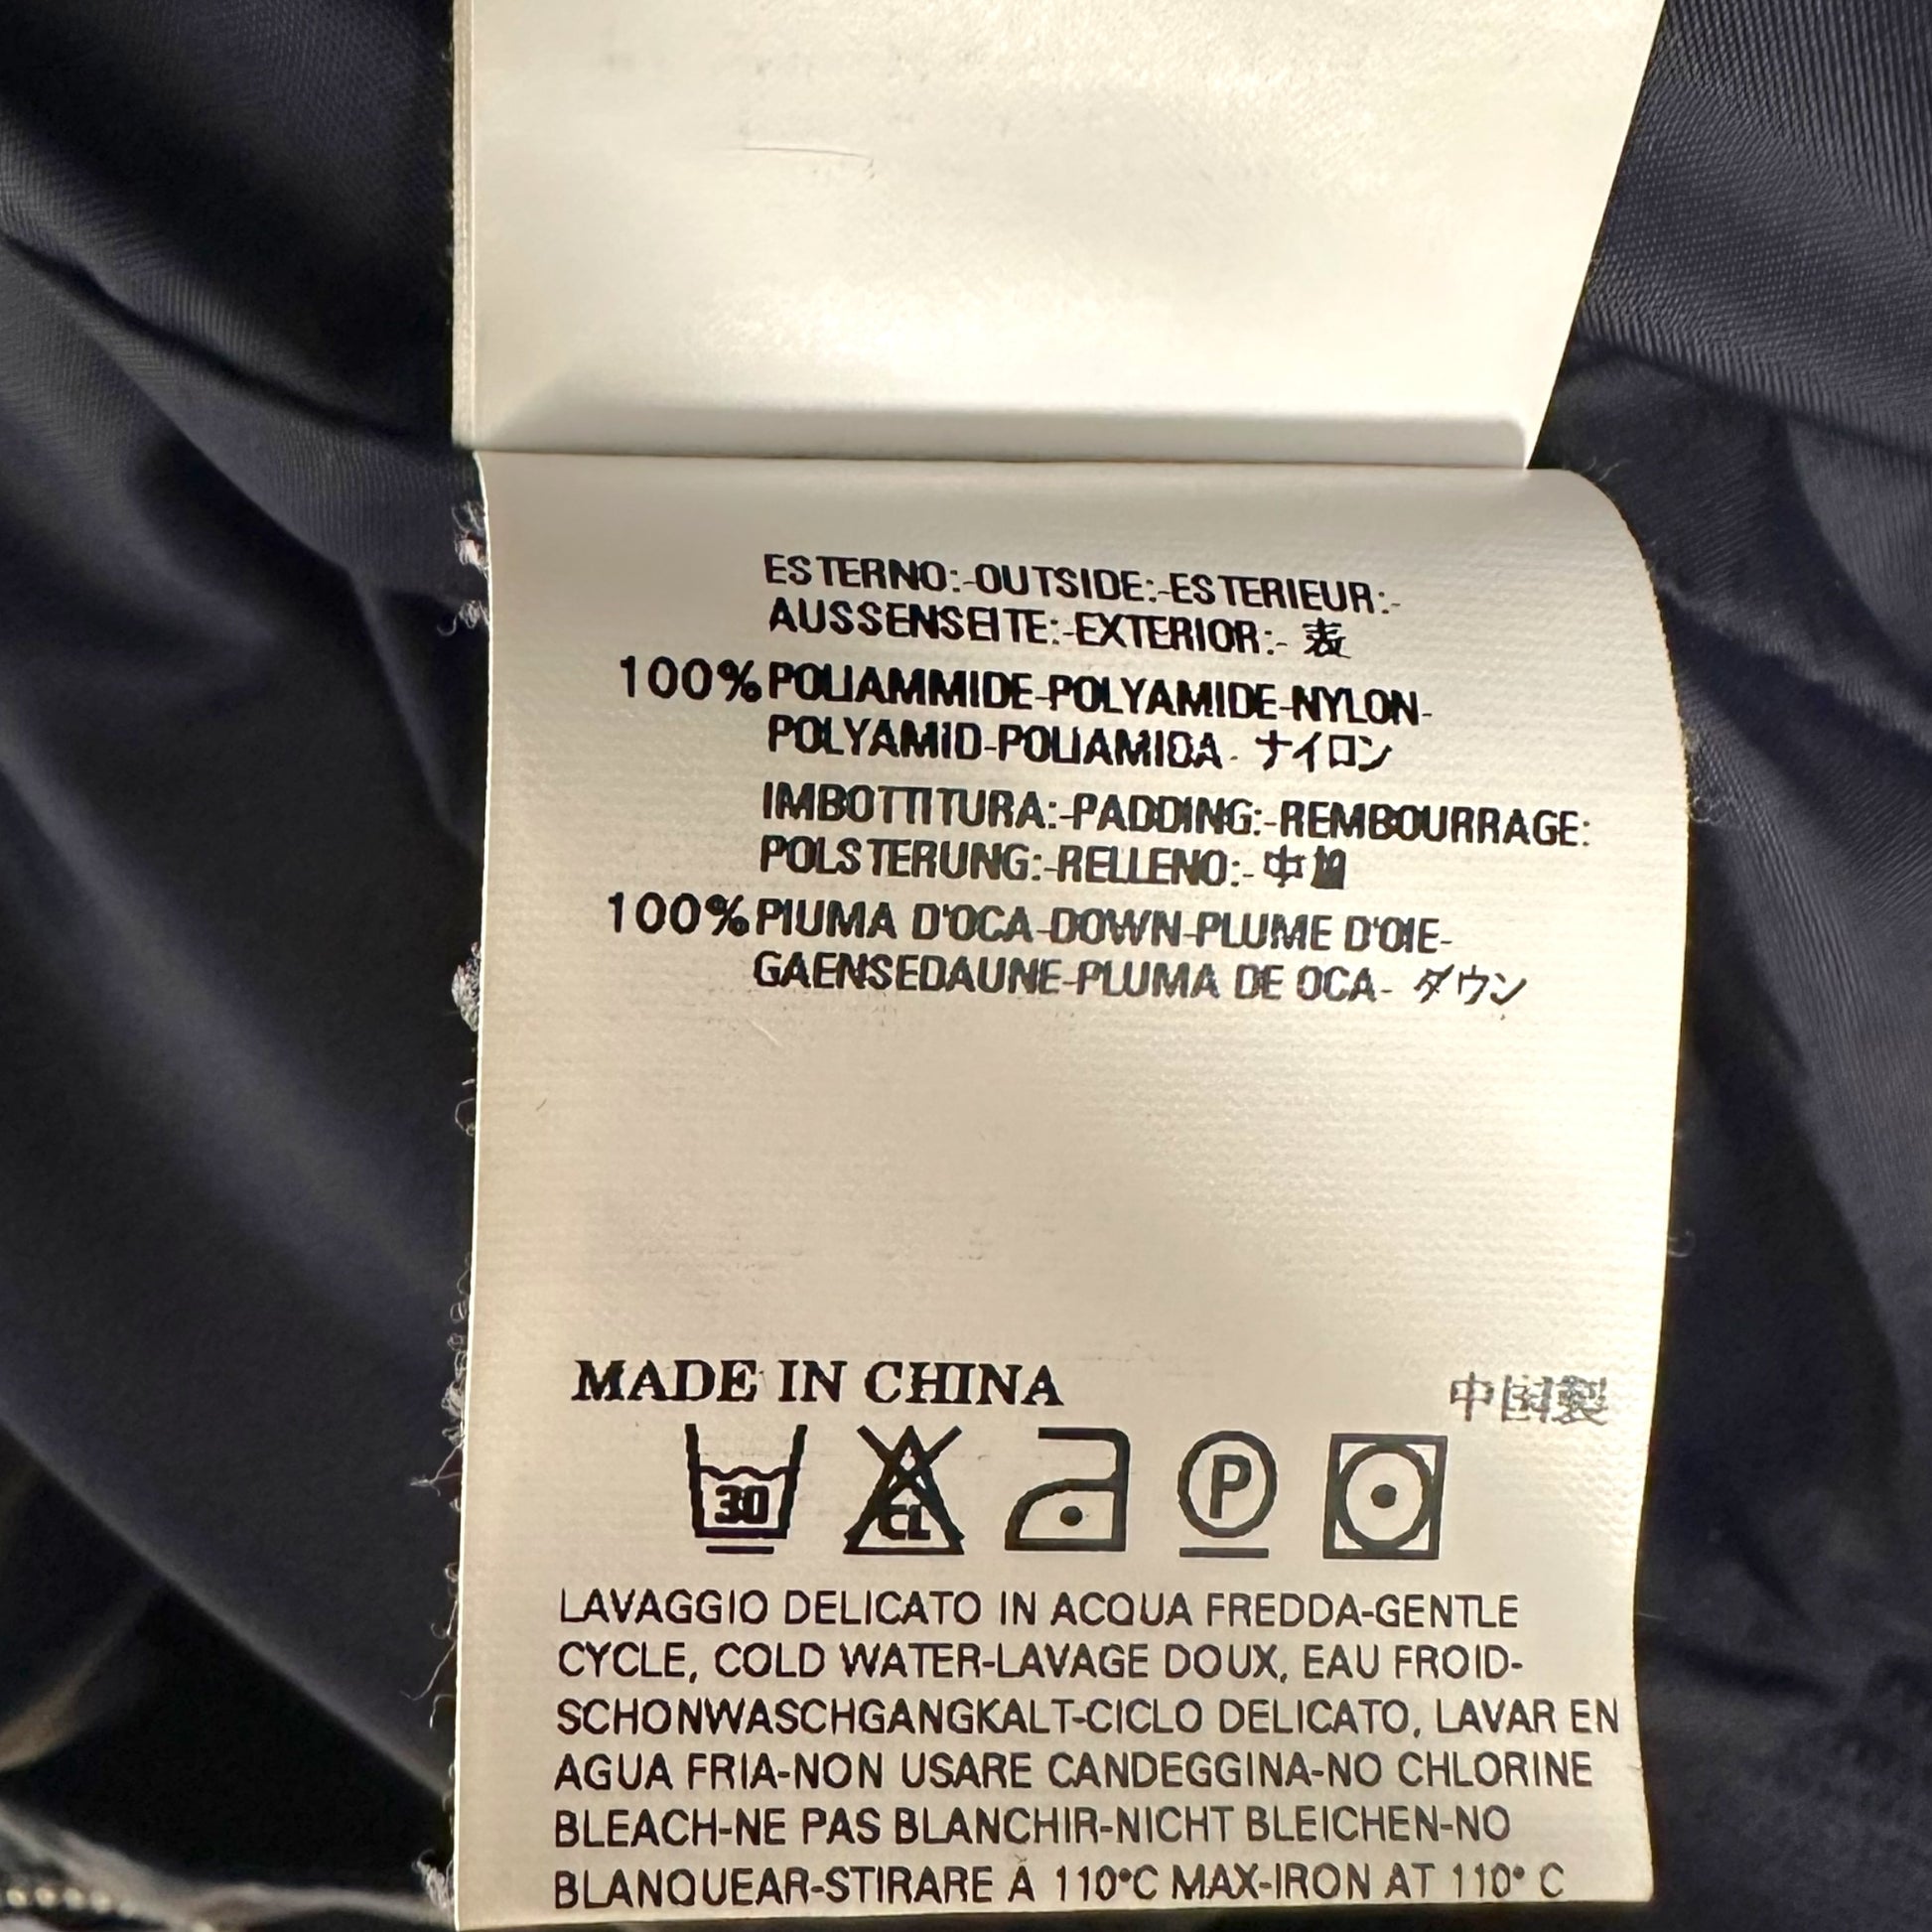 ESTERNO:-OUTSIDE:-ESTERIEUR:-
AUSSENSEITE:-EXTERIOR:- 表
100% POLIAMMIDE-POLYAMIDE-NYLON-
POLYAMID-POLIAMIDA- ナイロン
IMBOTTITURA:-PADDING:-REMBOURRAGE:
POLSTERUNG:-RELLENO:- 中
100% PIUMA D'OCA-DOWN-PLUME D'OIE-
GAENSEDAUNE-PLUMA DE OCA- ダウン
MADE IN CHINA 中国製
30 CL P
LAVAGGIO DELICATO IN ACQUA FREDDA-GENTLE
CYCLE, COLD WATER-LAVAGE DOUX, EAU FROID-
SCHONWASCHGANGKALT-CICLO DELICATO, LAVAR EN
AGUA FRIA-NON USARE CANDEGGINA-NO CHLORINE
BLEACH-NE PAS BLANCHIR-NICHT BLEICHEN-NO
BLANQUEAR-STIRARE A 110°C MAX-IRON AT 110° C